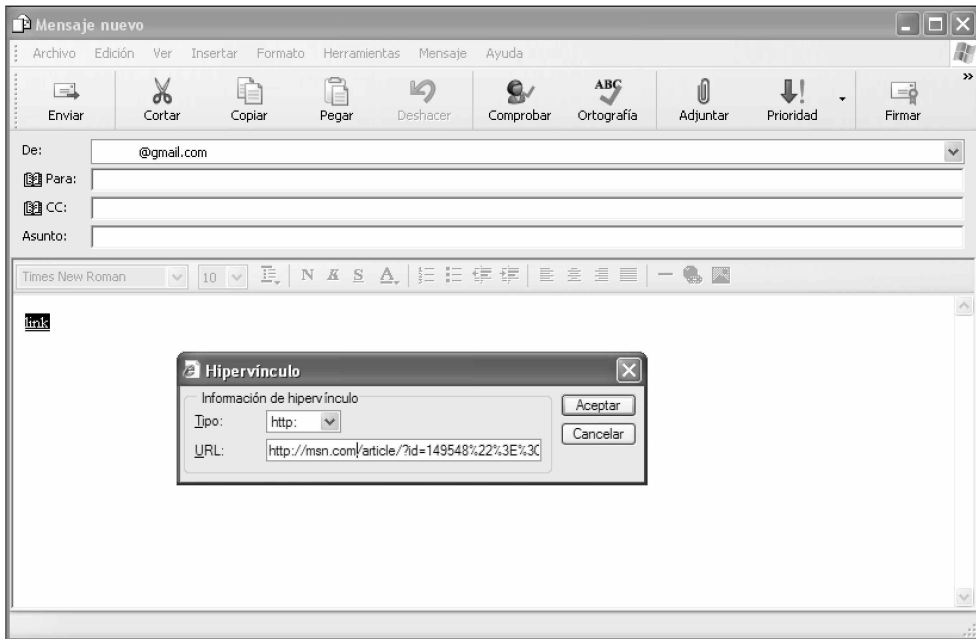 Mensaje nuevo
Archivo Edición Ver Insertar Formato Herramientas Mensaje Ayuda
ABC
Enviar Cortar Copiar Pegar Deshacer Comprobar Ortografía Adjuntar Prioridad Firmar
De: @gmail.com
Para:
CC:
Asunto:
Times New Roman 10 N K S A
link
Hipervínculo
Información de hipervínculo
Tipo: http:
URL: http://msn.com/article/?id=149548%22%3E%3C
Aceptar
Cancelar